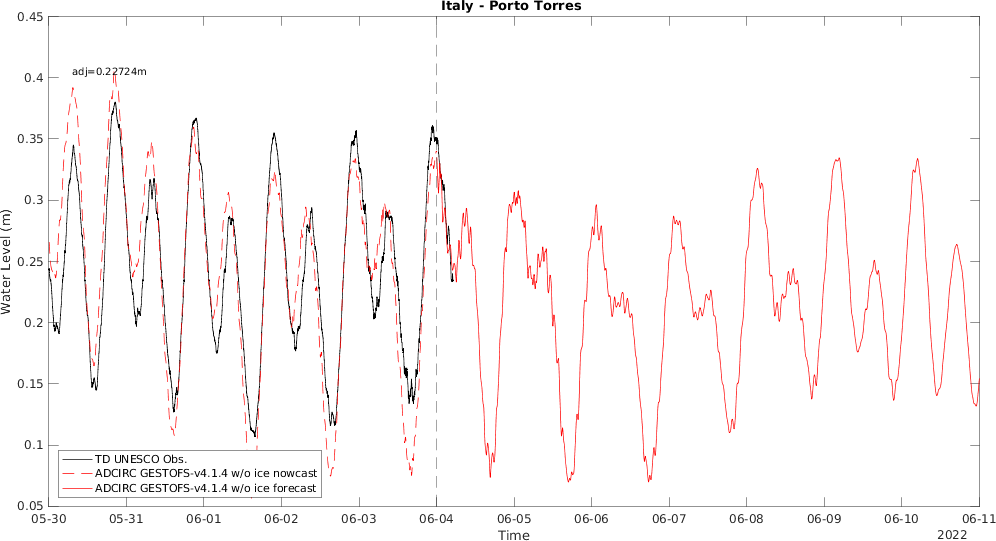 Italy - Porto Torres
0.45
0.4
0.35
0.3
0.25
0.2
0.15
0.1
0.05
Water Level (m)
adj=0.22724m
TD UNESCO Obs.
ADCIRC GESTOFS-v4.1.4 w/o ice nowcast
ADCIRC GESTOFS-v4.1.4 w/o ice forecast
05-30 05-31 06-01 06-02 06-03 06-04 06-05 06-06 06-07 06-08 06-09 06-10 06-11
Time
2022